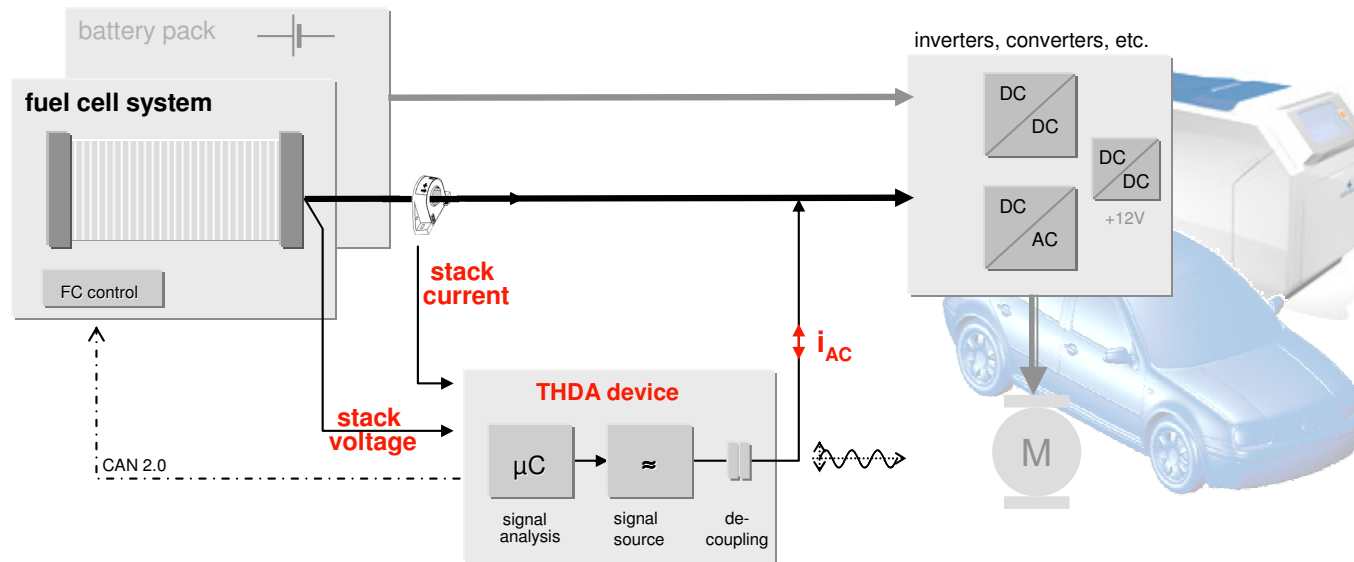 battery pack
inverters, converters, etc.
fuel cell system
DC
DC
DC
DC
+12V
DC
AC
FC control
stack
current
i AC
THDA device
stack
voltage
CAN 2.0
µC
≈
M
signal
analysis
signal
source
de-
coupling